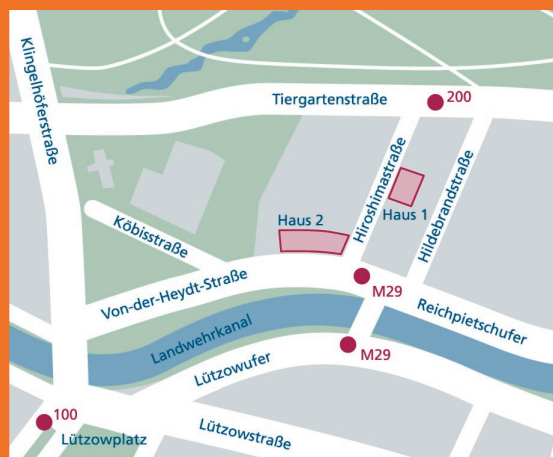 Klingelhöferstraße
Tiergartenstraße
200
Hiroshimastraße
Haus 1
Hildebrandstraße
Haus 2
Köbisstraße
Von-der-Heydt-Straße
M29
Reichpietschufer
Landwehrkanal
M29
Lützowufer
100
Lützowplatz
Lützowstraße